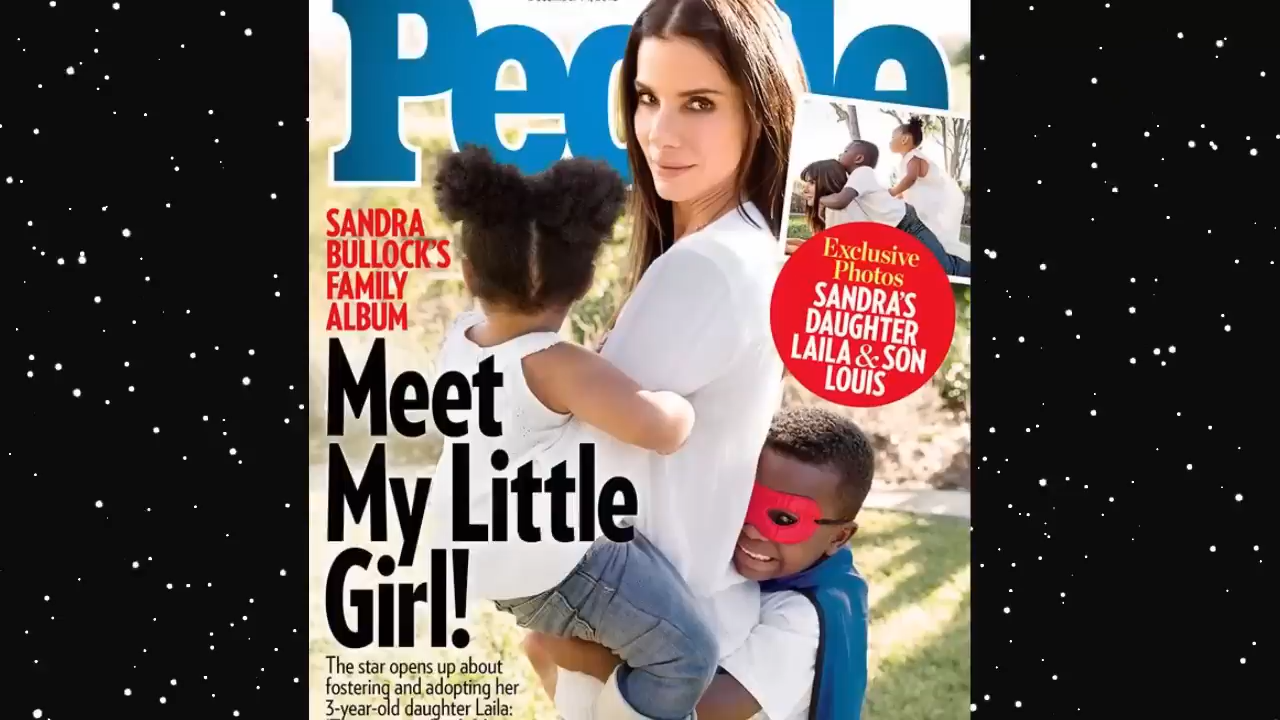 People
SANDRA
BULLOCK'S
FAMILY
ALBUM
Meet
My Little
Girl!
The star opens up about
fostering and adopting her
3-year-old daughter Laila:
Exclusive
Photos
SANDRA'S
DAUGHTER
LAILA & SON
LOUIS